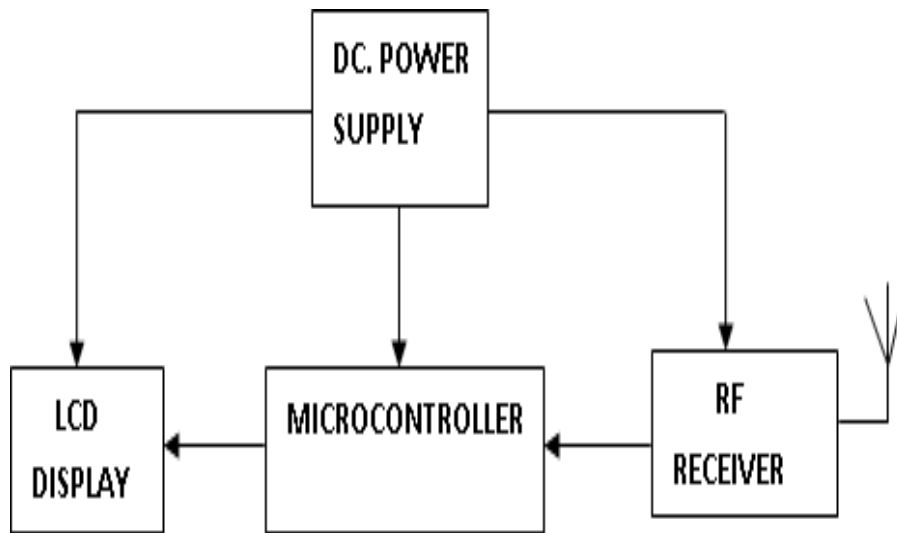 DC. POWER
SUPPLY
LCD
DISPLAY
MICROCONTROLLER
RF
RECEIVER